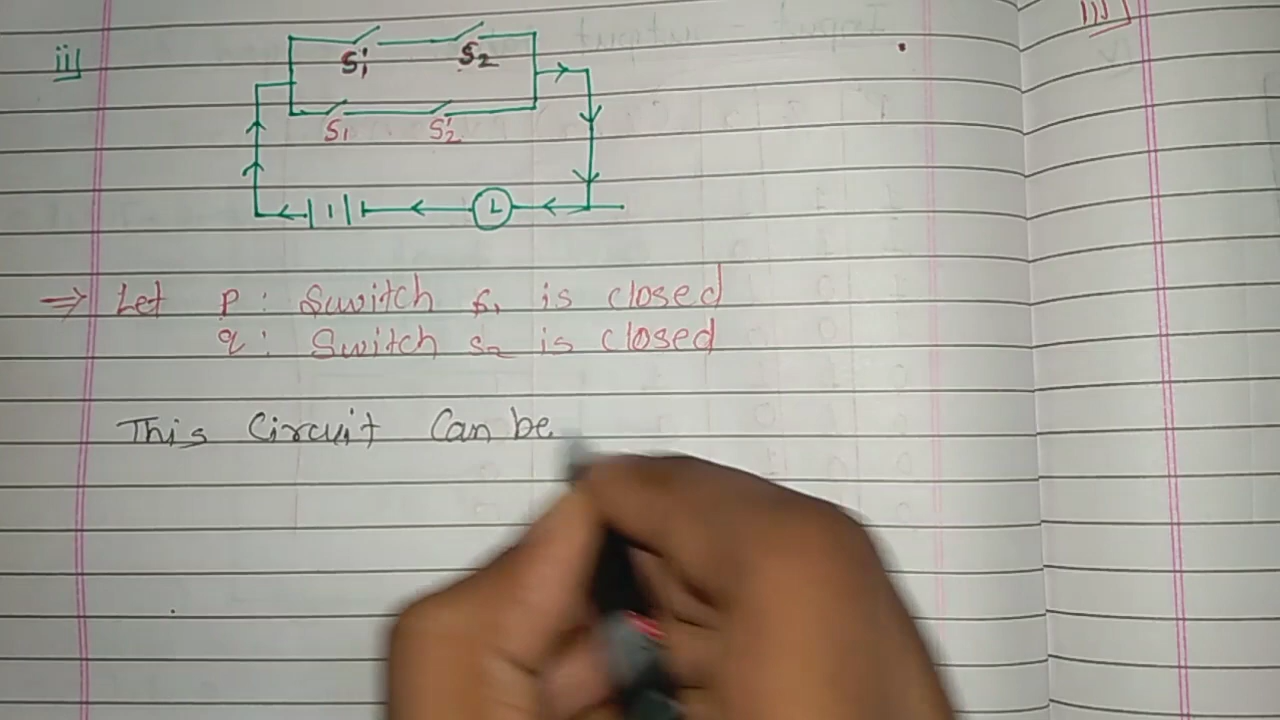 ii)
iii)
S₁' S₂
S₁ S₂'
L
⇒ Let p : Switch S₁ is closed
q : Switch S₂ is closed
This Circuit Can be